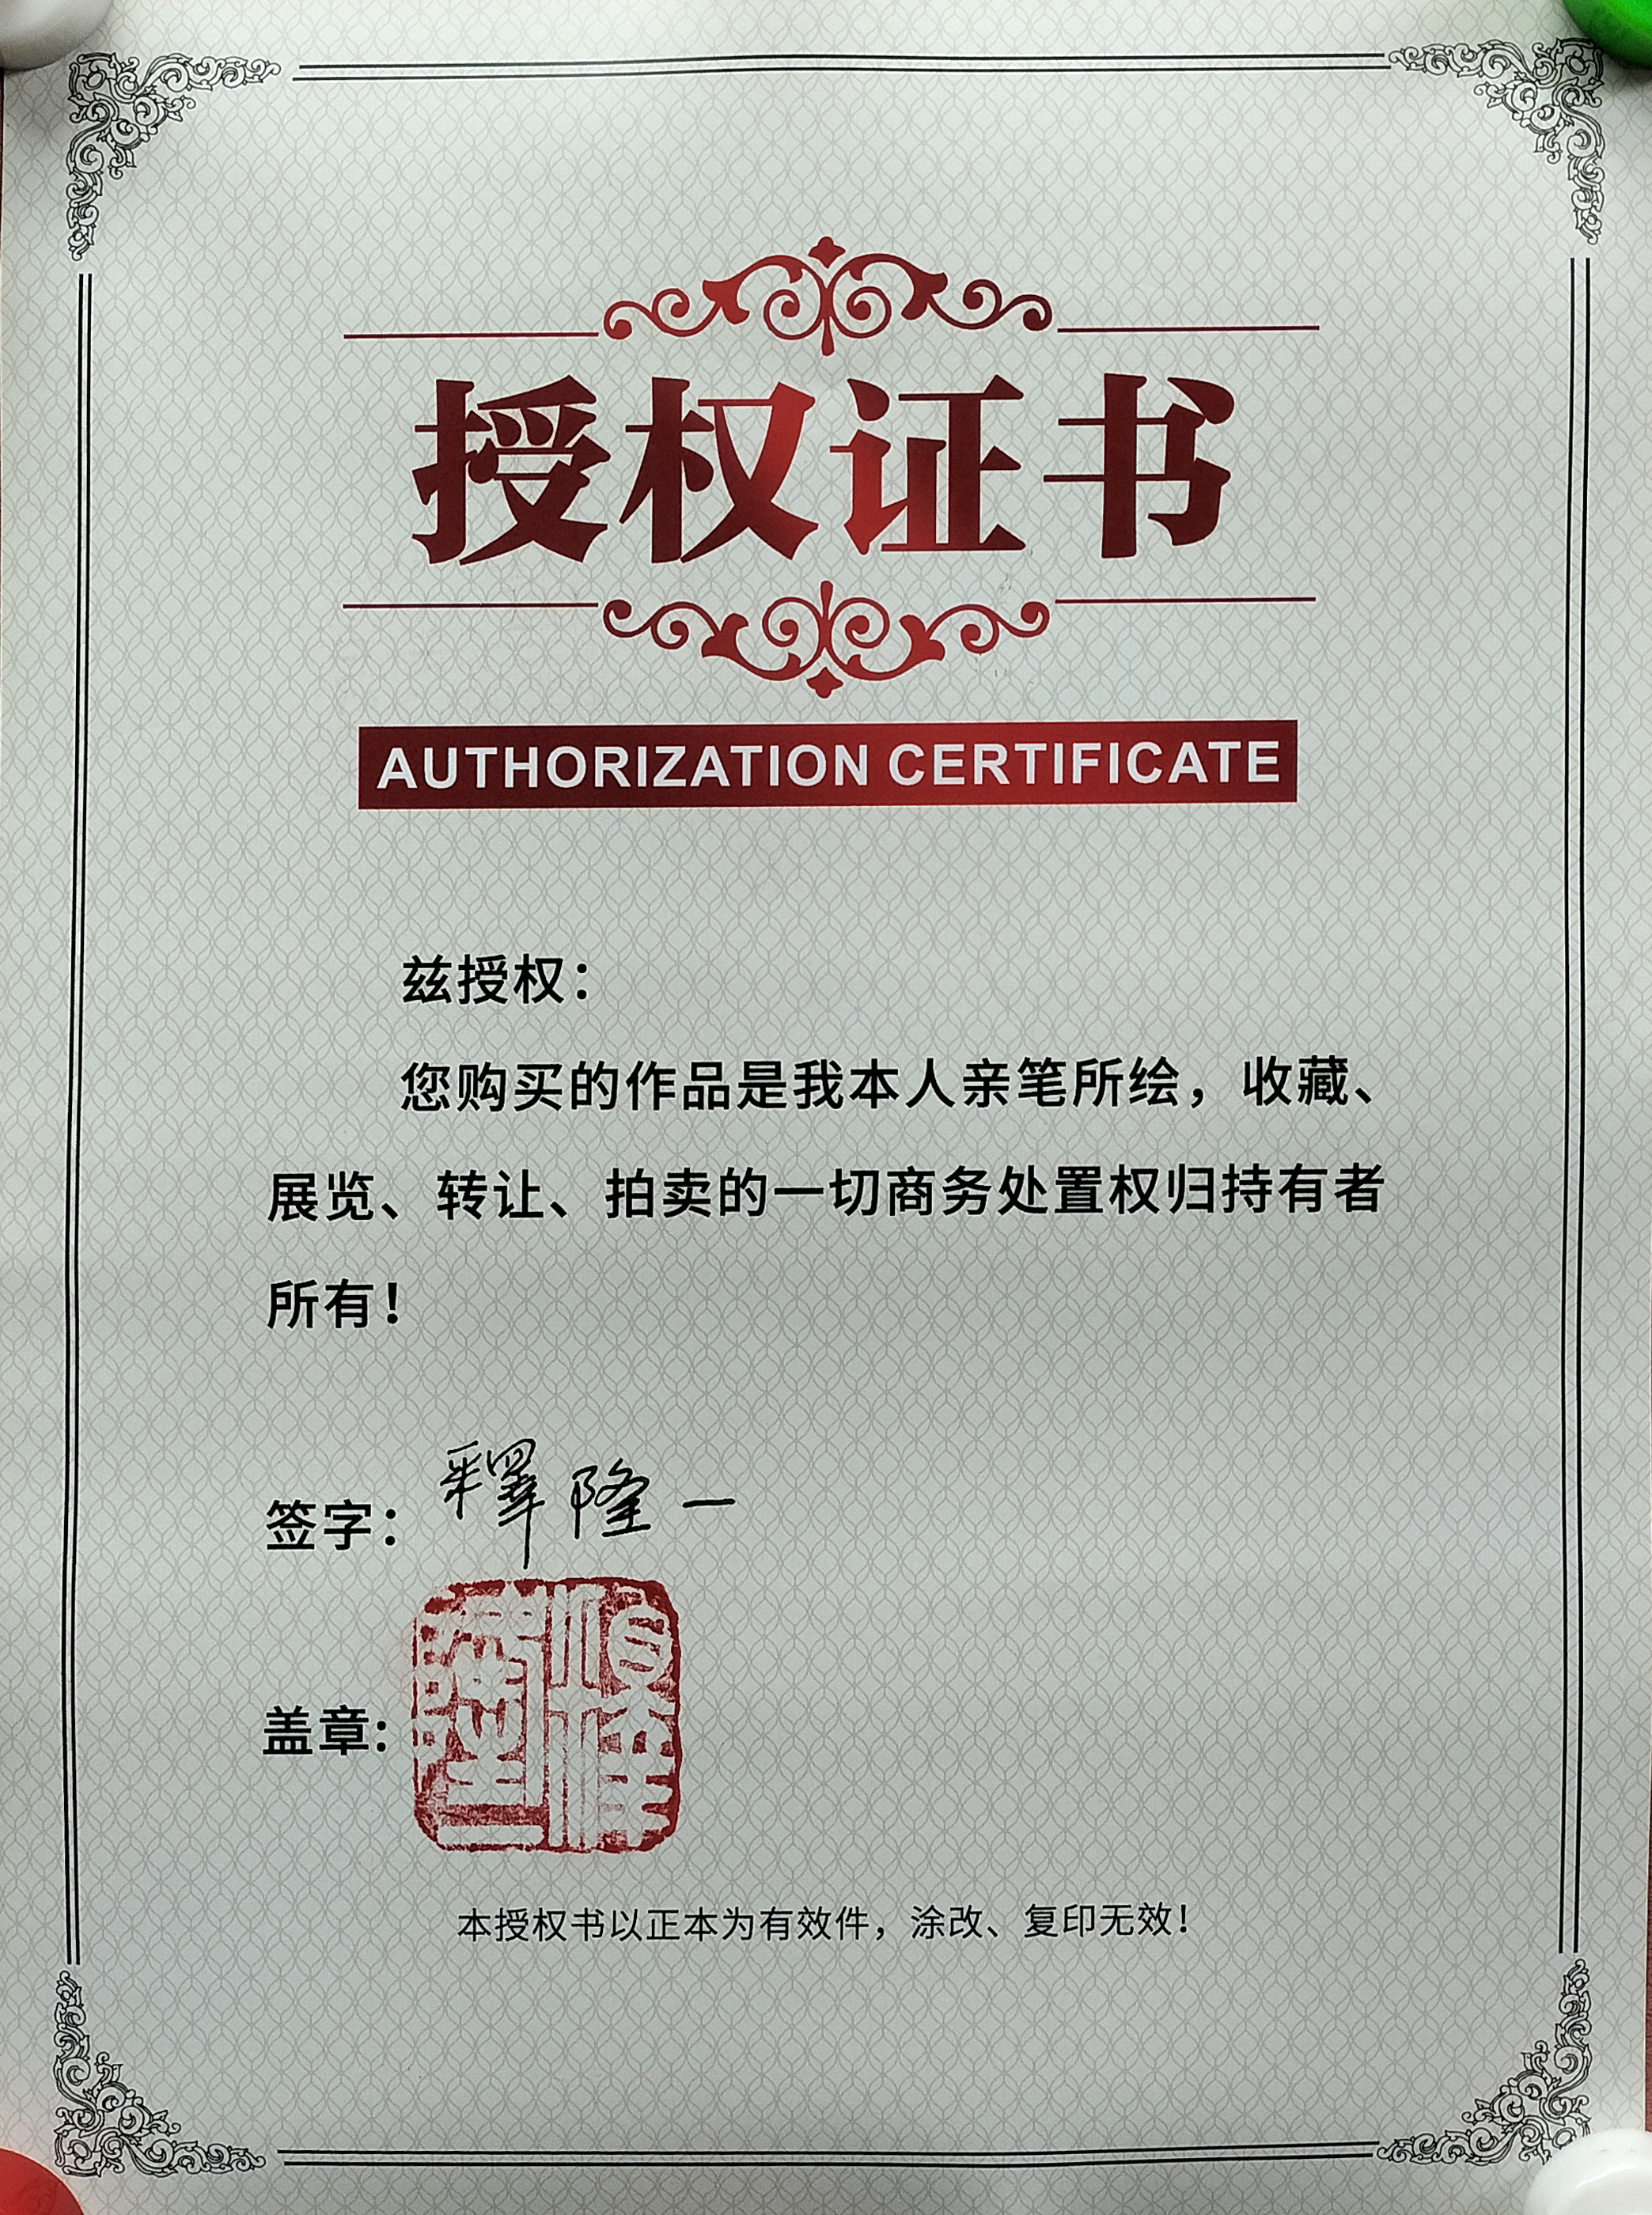 授权证书
AUTHORIZATION CERTIFICATE
兹授权：
您购买的作品是我本人亲笔所绘，收藏、
展览、转让、拍卖的一切商务处置权归持有者
所有！
签字：釋隆一
盖章:
本授权书以正本为有效件，涂改、复印无效！